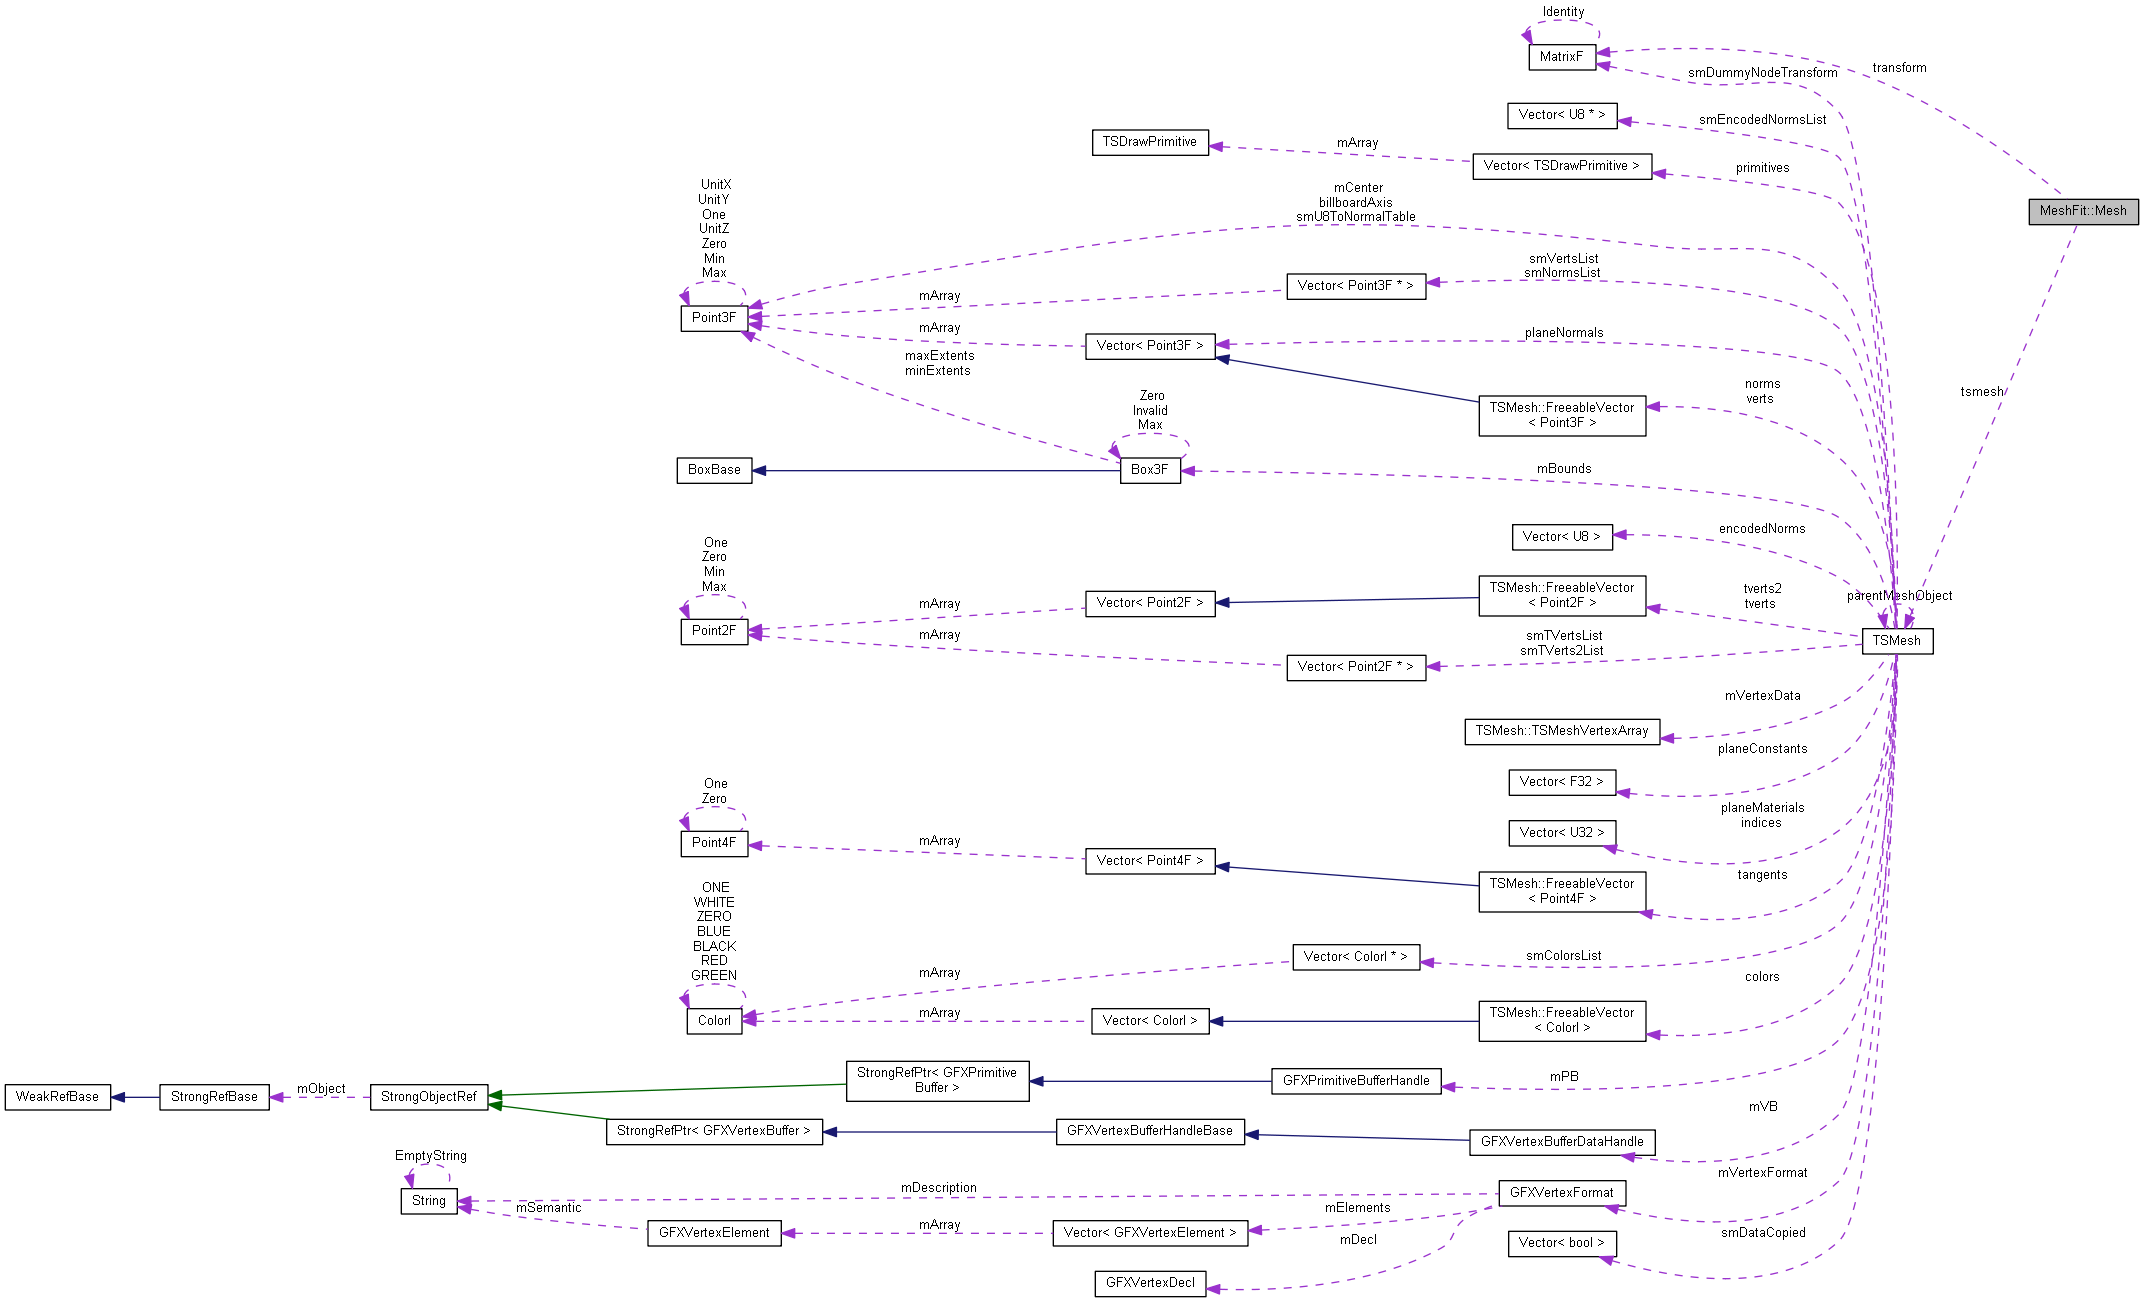 Identity
MatrixF
transform
smDummyNodeTransform
Vector< U8 * >
smEncodedNormsList
TSDrawPrimitive
mArray
Vector< TSDrawPrimitive >
primitives
MeshFit::Mesh
UnitX
UnitY
One
UnitZ
Zero
Min
Max
mCenter
billboardAxis
smU8ToNormalTable
Point3F
mArray
Vector< Point3F * >
smVertsList
smNormsList
mArray
Vector< Point3F >
planeNormals
maxExtents
minExtents
TSMesh::FreeableVector
< Point3F >
norms
verts
tsmesh
Zero
Invalid
Max
BoxBase
Box3F
mBounds
Vector< U8 >
encodedNorms
One
Zero
Min
Max
Point2F
mArray
Vector< Point2F >
TSMesh::FreeableVector
< Point2F >
tverts2
tverts
parentMeshObject
TSMesh
mArray
Vector< Point2F * >
smTVertsList
smTVerts2List
mVertexData
TSMesh::TSMeshVertexArray
planeConstants
Vector< F32 >
planeMaterials
indices
Vector< U32 >
One
Zero
Point4F
mArray
Vector< Point4F >
TSMesh::FreeableVector
< Point4F >
tangents
ONE
WHITE
ZERO
BLUE
BLACK
RED
GREEN
ColorI
mArray
Vector< ColorI * >
smColorsList
mArray
Vector< ColorI >
TSMesh::FreeableVector
< ColorI >
colors
WeakRefBase
StrongRefBase
mObject
StrongObjectRef
StrongRefPtr< GFXPrimitive
Buffer >
GFXPrimitiveBufferHandle
mPB
StrongRefPtr< GFXVertexBuffer >
GFXVertexBufferHandleBase
GFXVertexBufferDataHandle
mVB
EmptyString
String
mDescription
GFXVertexFormat
mVertexFormat
mSemantic
GFXVertexElement
mArray
Vector< GFXVertexElement >
mElements
mDecl
GFXVertexDecl
Vector< bool >
smDataCopied